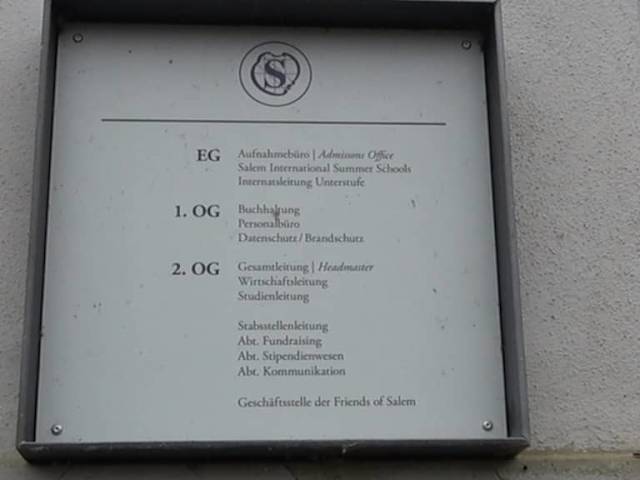 S
EG Aufnahmebüro | Admissons Office
Salem International Summer Schools
Internatsleitung Unterstufe
1. OG Buchhaltung
Personalbüro
Datenschutz / Brandschutz
2. OG Gesamtleitung | Headmaster
Wirtschaftsleitung
Studienleitung
Stabsstellenleitung
Abt. Fundraising
Abt. Stipendienwesen
Abt. Kommunikation
Geschäftsstelle der Friends of Salem